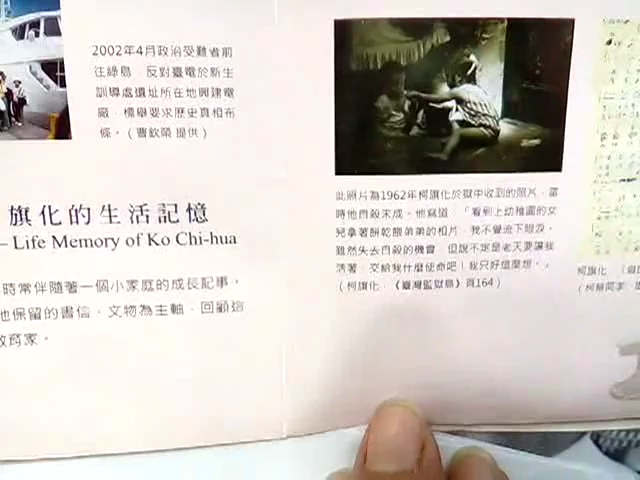 2002年4月政治受難者前
往綠島，反對臺電於新生
訓導處遺址所在地興建電
廠，標舉要求歷史真相布
條。（曹欽榮 提供）
旗化的生活記憶
– Life Memory of Ko Chi-hua
時常伴隨著一個小家庭的成長記事，
他保留的書信、文物為主軸，回顧這
教育家。
此照片為1962年柯旗化於獄中收到的照片，當
時他自殺未成。他寫道：「看到上幼稚園的女
兒拿著餅乾餵弟弟的相片，我不覺流下眼淚。
雖然失去自殺的機會，但說不定是老天要讓我
活著，交給我什麼使命吧！我只好這麼想。」
（柯旗化，《臺灣監獄島》頁164）
柯旗化